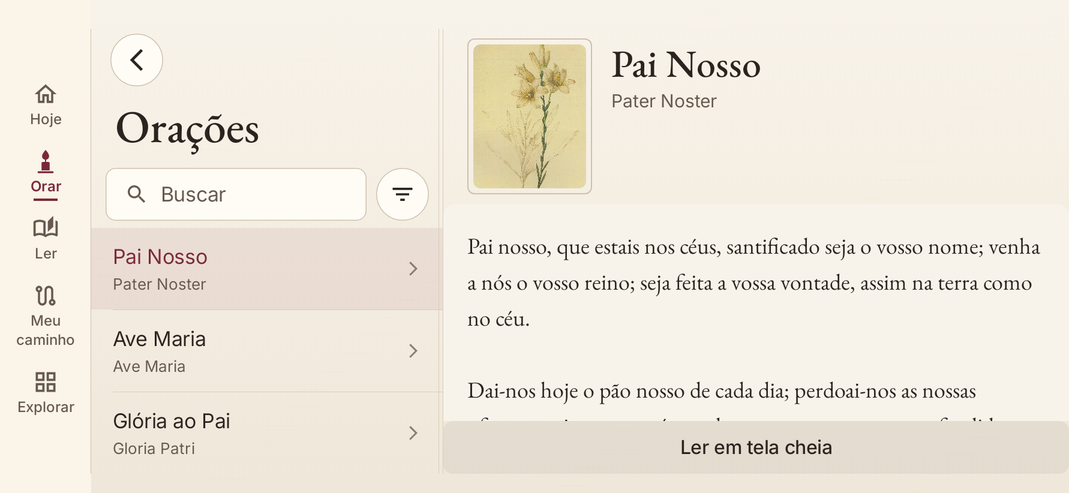 Hoje
Orar
Ler
Meu
caminho
Explorar
Orações
Buscar
Pai Nosso
Pater Noster
Ave Maria
Ave Maria
Glória ao Pai
Gloria Patri
Pai Nosso
Pater Noster
Pai nosso, que estais nos céus, santificado seja o vosso nome; venha
a nós o vosso reino; seja feita a vossa vontade, assim na terra como
no céu.
Dai-nos hoje o pão nosso de cada dia; perdoai-nos as nossas
Ler em tela cheia